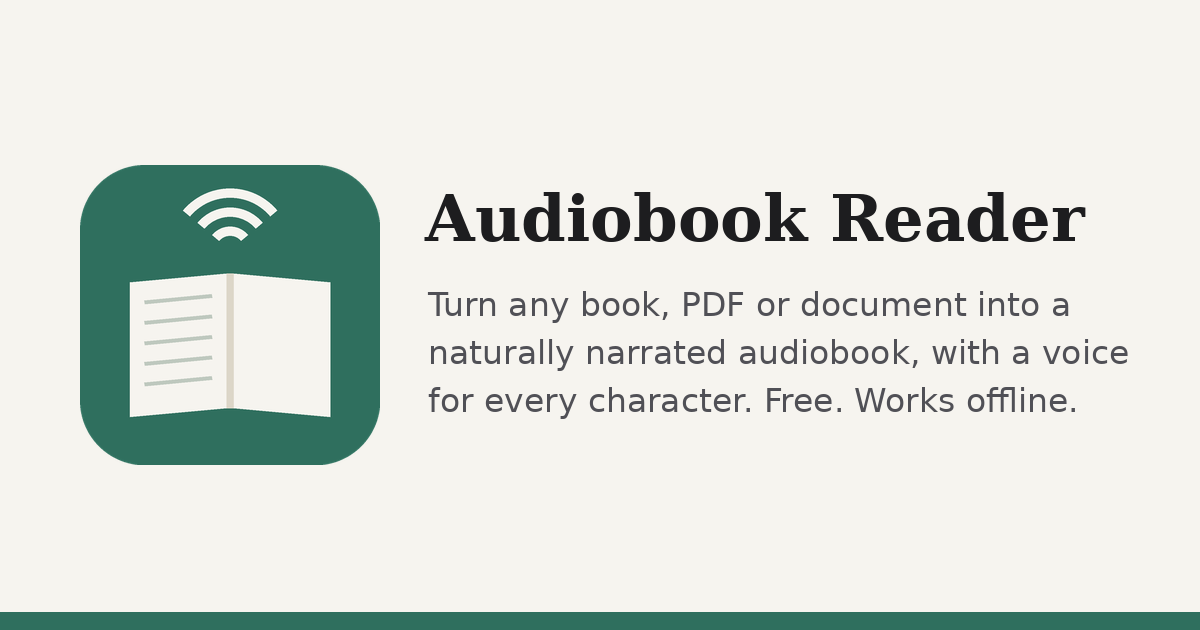 Audiobook Reader
Turn any book, PDF or document into a
naturally narrated audiobook, with a voice
for every character. Free. Works offline.